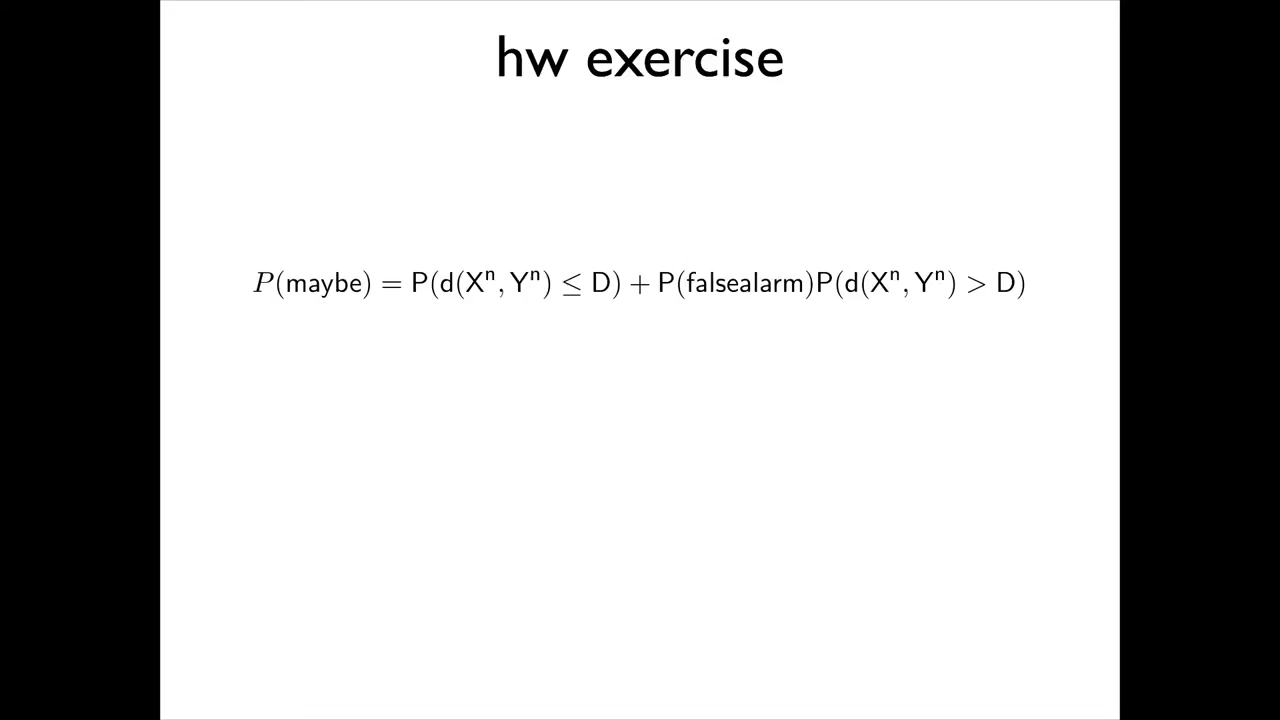 hw exercise
P(maybe) = P(d(Xⁿ, Yⁿ) ≤ D) + P(falsealarm)P(d(Xⁿ, Yⁿ) > D)